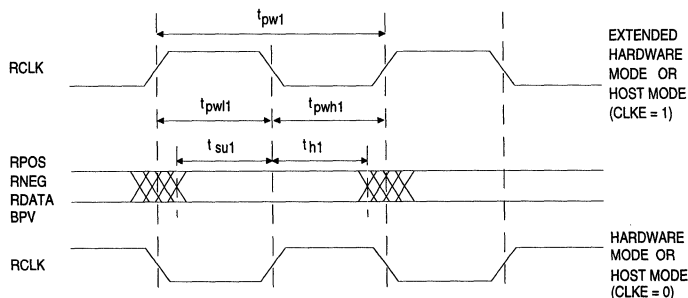 tpw1
EXTENDED
HARDWARE
MODE OR
HOST MODE
(CLKE = 1)
RCLK
tpwl1
tpwh1
tsu1
th1
RPOS
RNEG
RDATA
BPV
RCLK
HARDWARE
MODE OR
HOST MODE
(CLKE = 0)